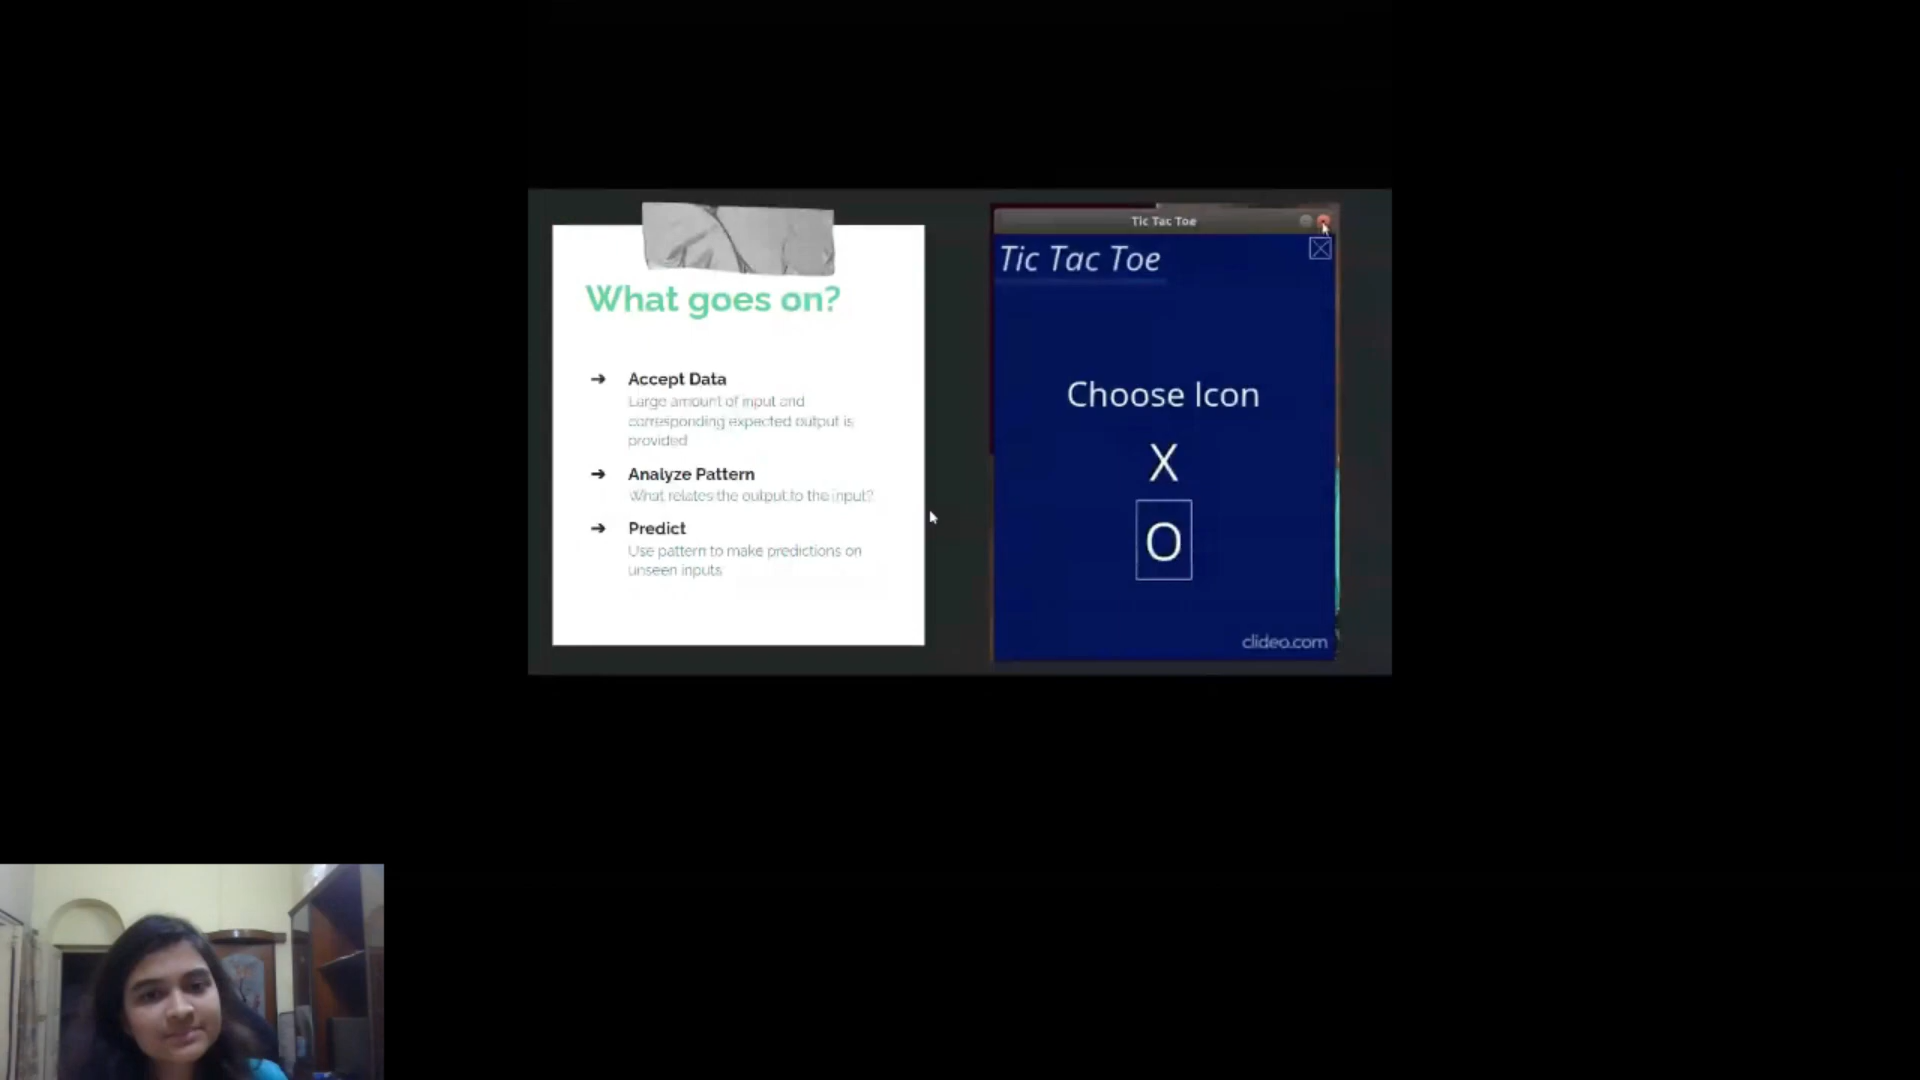 What goes on?
➔ Accept Data
Large amount of input and
corresponding expected output is
provided
➔ Analyze Pattern
What relates the output to the input?
➔ Predict
Use pattern to make predictions on
unseen inputs
Tic Tac Toe
Tic Tac Toe
Choose Icon
X
O
clideo.com